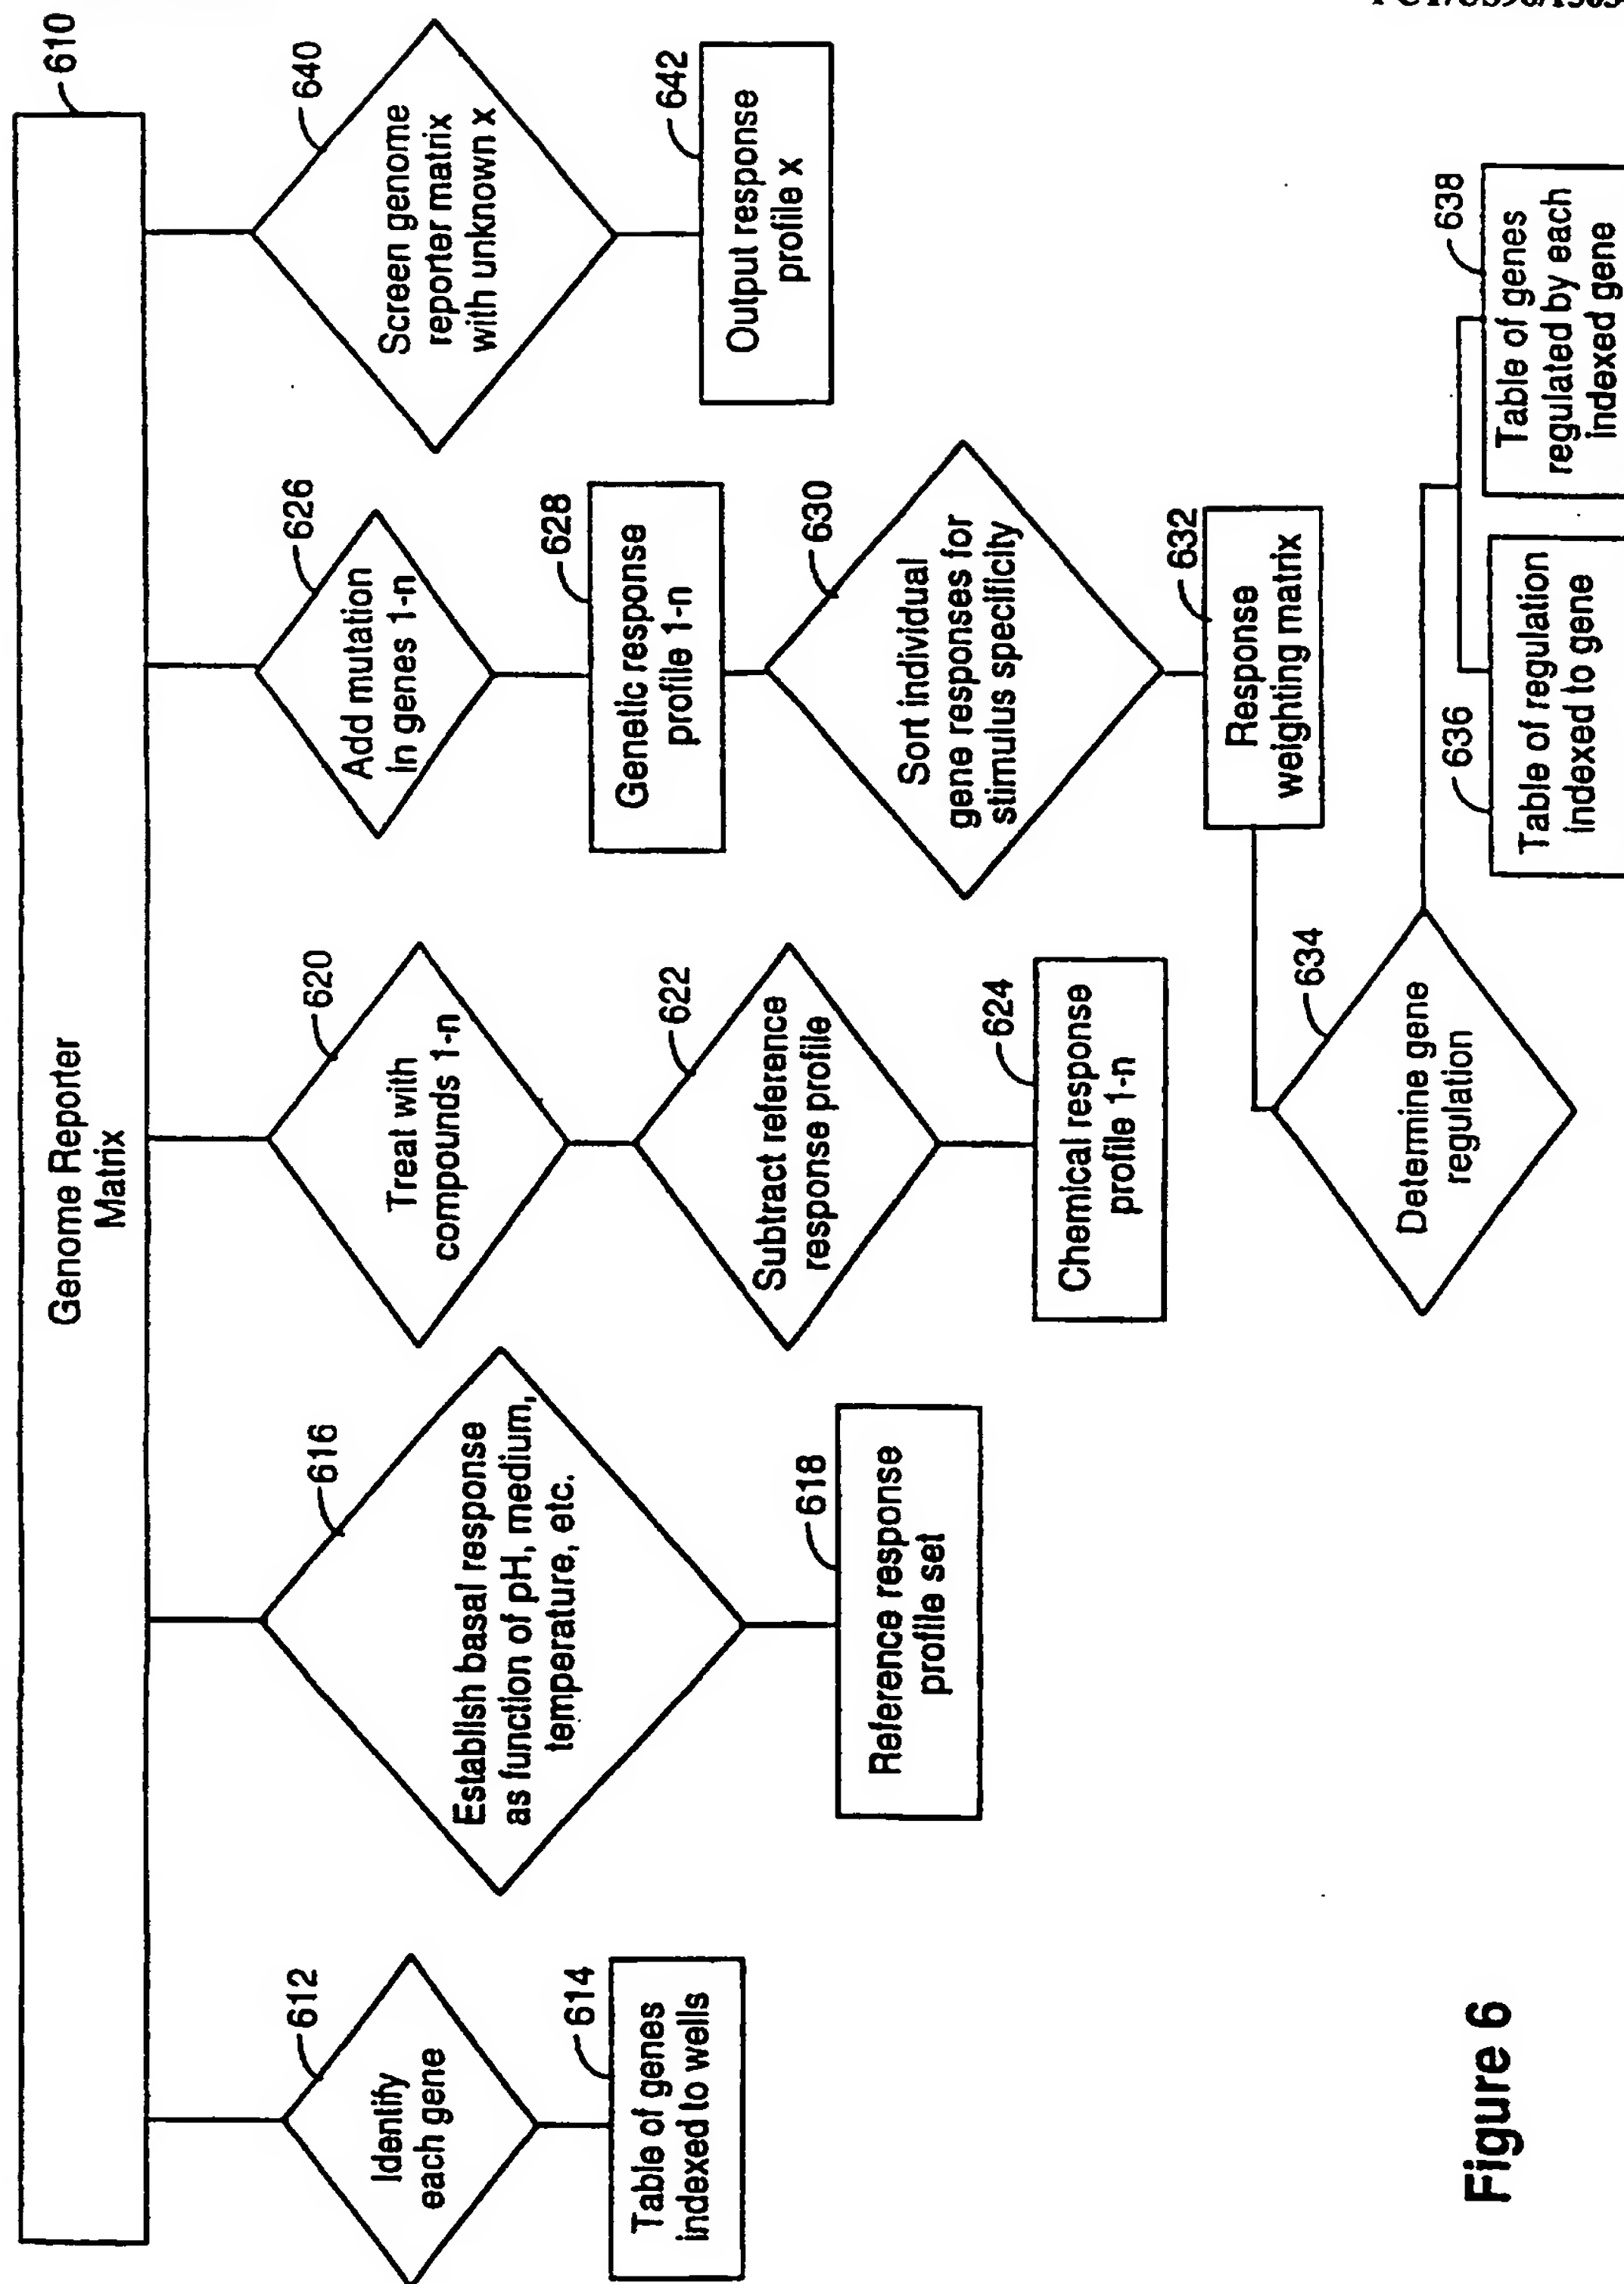 610
Genome Reporter
Matrix
612
Identify
each gene
614
Table of genes
indexed to wells
616
Establish basal response
as function of pH, medium,
temperature, etc.
618
Reference response
profile set
620
Treat with
compounds 1-n
622
Subtract reference
response profile
624
Chemical response
profile 1-n
626
Add mutation
in genes 1-n
628
Genetic response
profile 1-n
630
Sort individual
gene responses for
stimulus specificity
632
Response
weighting matrix
634
Determine gene
regulation
636
Table of regulation
indexed to gene
638
Table of genes
regulated by each
indexed gene
640
Screen genome
reporter matrix
with unknown x
642
Output response
profile x
Figure 6